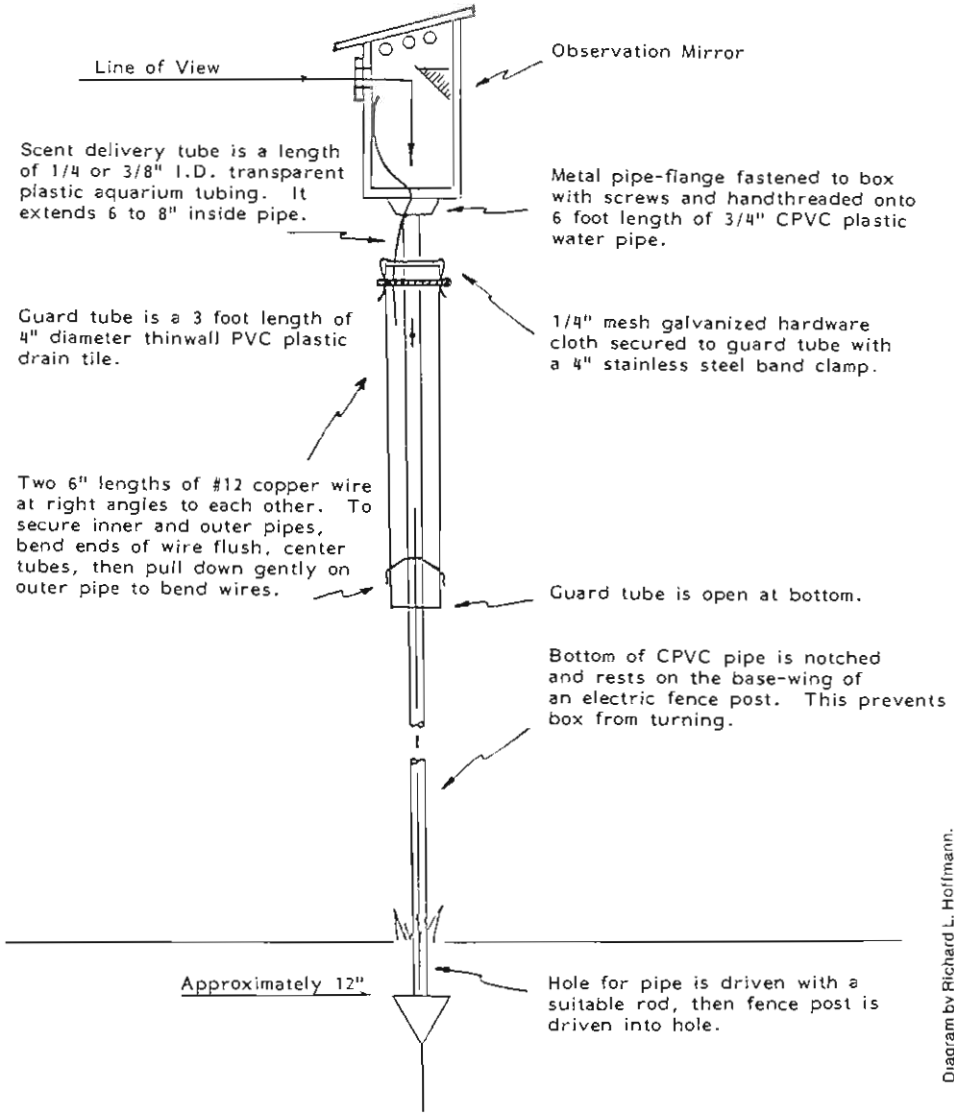 Observation Mirror
Line of View
Scent delivery tube is a length
of 1/4 or 3/8" I.D. transparent
plastic aquarium tubing. It
extends 6 to 8" inside pipe.
Metal pipe-flange fastened to box
with screws and handthreaded onto
6 foot length of 3/4" CPVC plastic
water pipe.
Guard tube is a 3 foot length of
4" diameter thinwall PVC plastic
drain tile.
1/4" mesh galvanized hardware
cloth secured to guard tube with
a 4" stainless steel band clamp.
Two 6" lengths of #12 copper wire
at right angles to each other. To
secure inner and outer pipes,
bend ends of wire flush, center
tubes, then pull down gently on
outer pipe to bend wires.
Guard tube is open at bottom.
Bottom of CPVC pipe is notched
and rests on the base-wing of
an electric fence post. This prevents
box from turning.
Approximately 12"
Hole for pipe is driven with a
suitable rod, then fence post is
driven into hole.
Diagram by Richard L. Hoffmann.